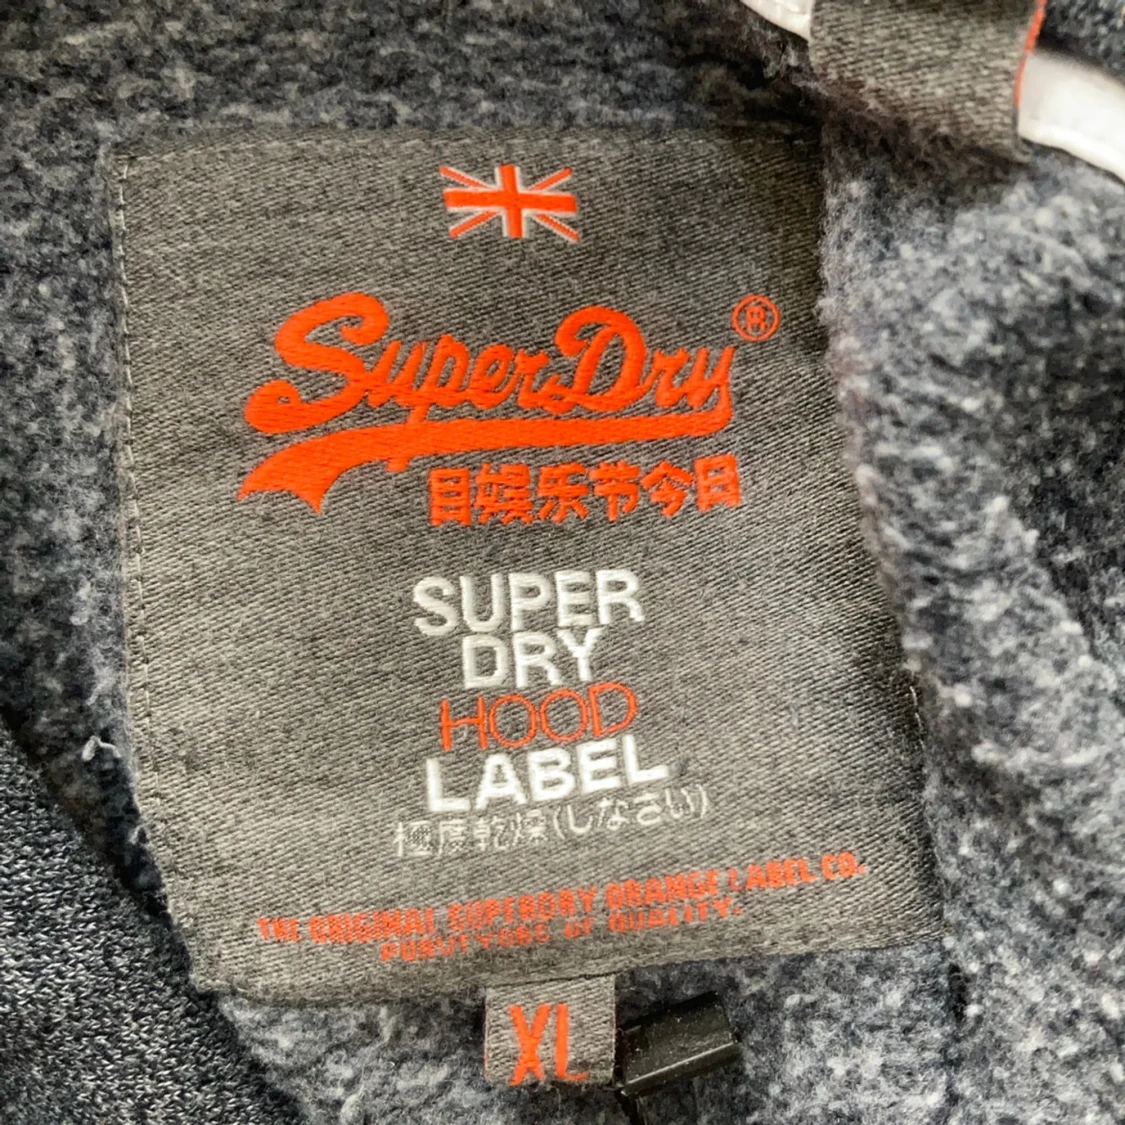 SuperDry®
目娯乐节今日
SUPER
DRY
HOOD
LABEL
極度乾燥(しなさい)
THE ORIGINAL SUPERDRY ORANGE LABEL CO.
PURVEYORS OF QUALITY.
XL